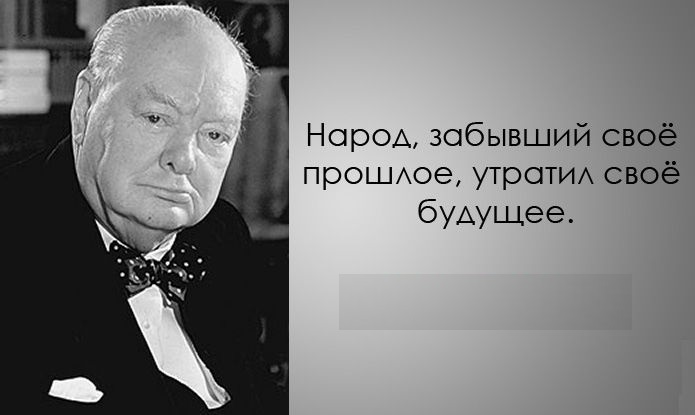 Народ, забывший своё
прошлое, утратил своё
будущее.